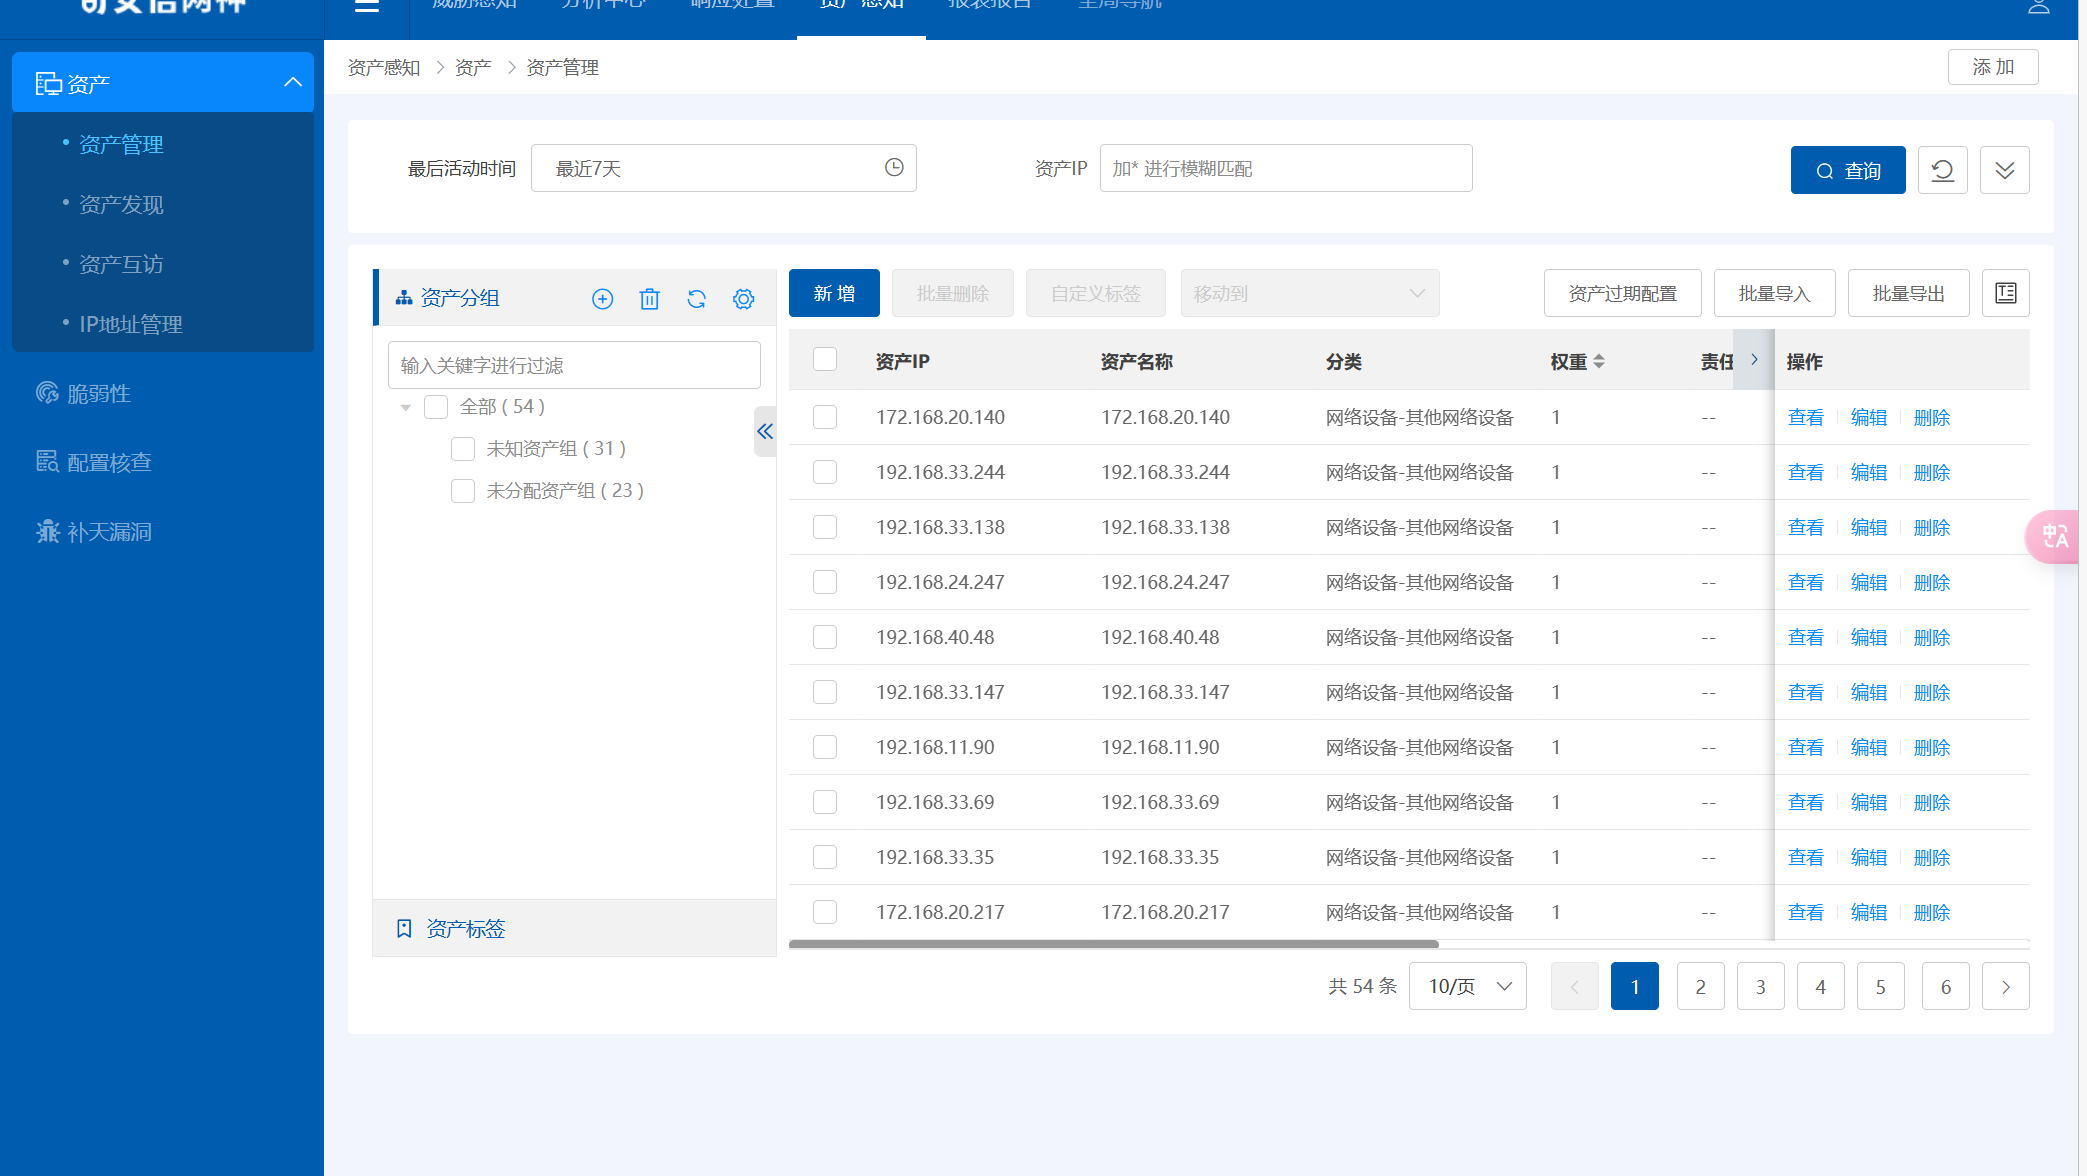 资产感知 > 资产 > 资产管理
添 加
资产
• 资产管理
• 资产发现
• 资产互访
• IP地址管理
脆弱性
配置核查
补天漏洞
最后活动时间 最近7天 资产IP 加* 进行模糊匹配 查询
资产分组
输入关键字进行过滤
全部 ( 54 )
未知资产组 ( 31 )
未分配资产组 ( 23 )
资产标签
新 增 批量删除 自定义标签 移动到 资产过期配置 批量导入 批量导出
资产IP 资产名称 分类 权重 责任 操作
172.168.20.140 172.168.20.140 网络设备-其他网络设备 1 -- 查看 编辑 删除
192.168.33.244 192.168.33.244 网络设备-其他网络设备 1 -- 查看 编辑 删除
192.168.33.138 192.168.33.138 网络设备-其他网络设备 1 -- 查看 编辑 删除
192.168.24.247 192.168.24.247 网络设备-其他网络设备 1 -- 查看 编辑 删除
192.168.40.48 192.168.40.48 网络设备-其他网络设备 1 -- 查看 编辑 删除
192.168.33.147 192.168.33.147 网络设备-其他网络设备 1 -- 查看 编辑 删除
192.168.11.90 192.168.11.90 网络设备-其他网络设备 1 -- 查看 编辑 删除
192.168.33.69 192.168.33.69 网络设备-其他网络设备 1 -- 查看 编辑 删除
192.168.33.35 192.168.33.35 网络设备-其他网络设备 1 -- 查看 编辑 删除
172.168.20.217 172.168.20.217 网络设备-其他网络设备 1 -- 查看 编辑 删除
共 54 条 10/页 < 1 2 3 4 5 6 >